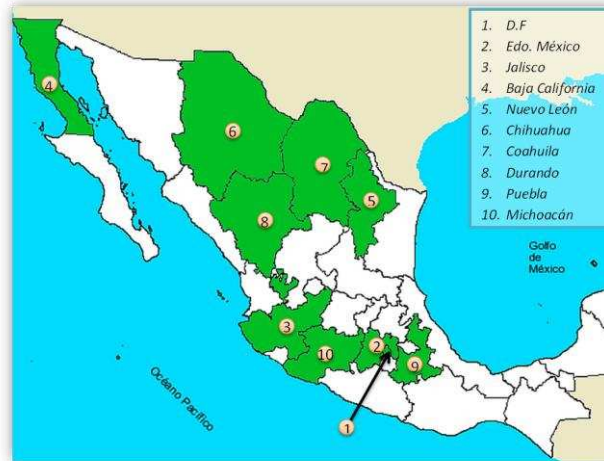 1. D.F
2. Edo. México
3. Jalisco
4. Baja California
5. Nuevo León
6. Chihuahua
7. Coahuila
8. Durando
9. Puebla
10. Michoacán
4
6
7
5
8
Golfo
de
México
3
10
2
9
1
Océano Pacífico